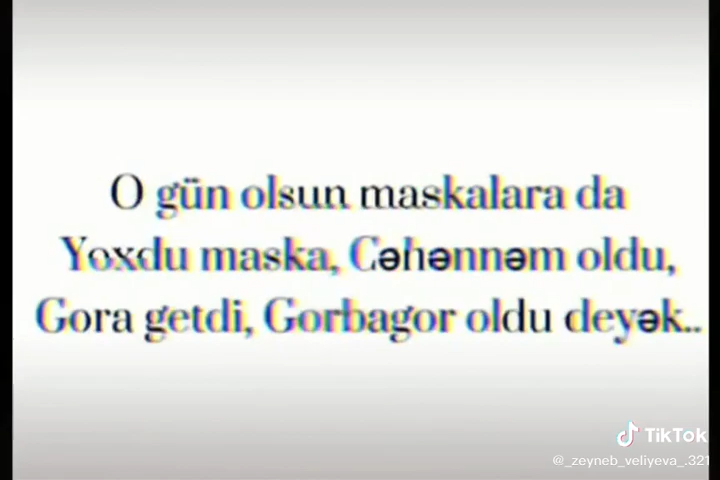 O gün olsun maskalara da
Yoxdu maska, Cəhənnəm oldu,
Gora getdi, Gorbagor oldu deyək..
TikTok
@_zeyneb_veliyeva_.321